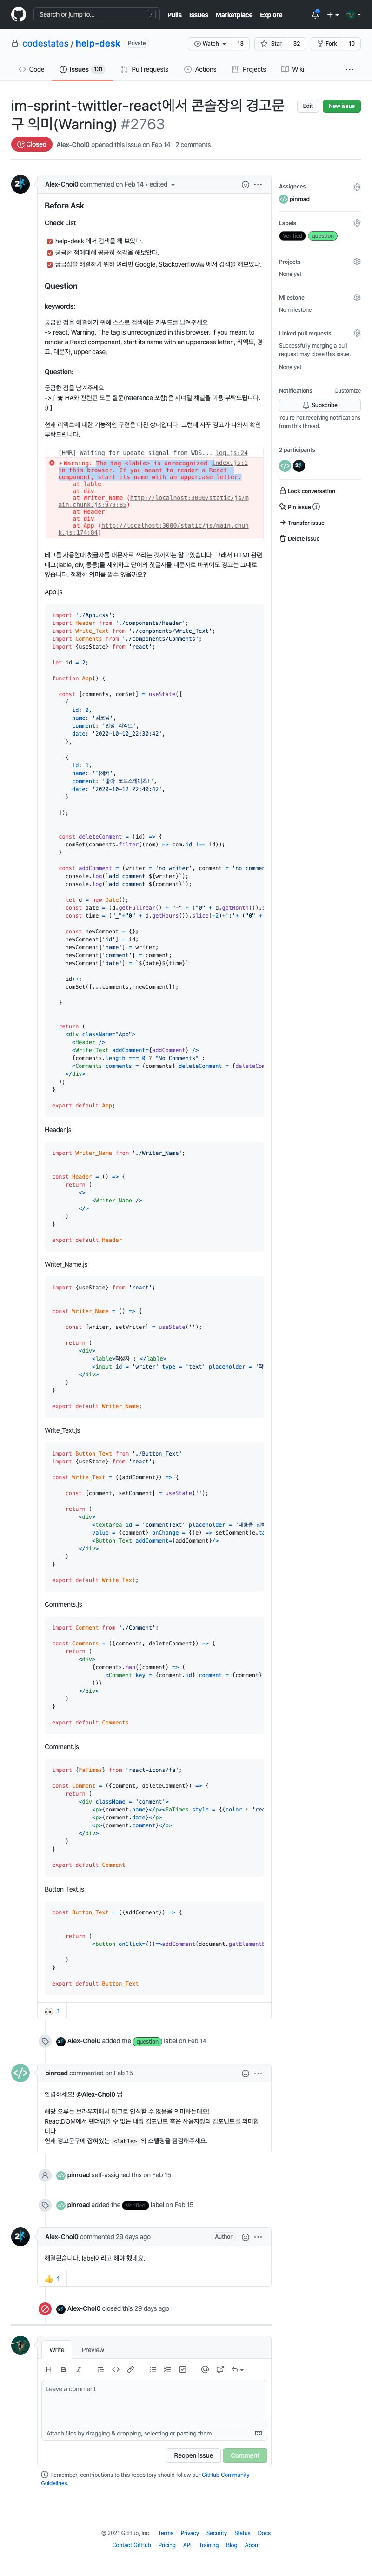 Search or jump to...
/
Pulls Issues Marketplace Explore
codestates / help-desk Private
Watch 13 Star 32 Fork 10
Code Issues 131 Pull requests Actions Projects Wiki
im-sprint-twittler-react에서 콘솔장의 경고문
구 의미(Warning) #2763
Edit New issue
Closed Alex-Choi0 opened this issue on Feb 14 · 2 comments
Alex-Choi0 commented on Feb 14 • edited
Before Ask
Check List
help-desk 에서 검색을 해 보았다.
궁금한 점에대해 곰곰히 생각을 해보았다.
궁금점을 해결하기 위해 여러번 Google, Stackoverflow등 에서 검색을 해보았다.
Question
keywords:
궁금한 점을 해결하기 위해 스스로 검색해본 키워드를 남겨주세요
-> react, Warning, The tag is unrecognized in this browser. If you meant to
render a React component, start its name with an uppercase letter., 리엑트, 경
고, 대문자, upper case,
Question:
궁금한 점을 남겨주세요
-> [ ★ HA와 관련된 모든 질문(reference 포함)은 제너럴 채널을 이용 부탁드립니다.
:) ]
현재 리엑트에 대한 기능적인 구현은 마친 상태입니다. 그런데 자꾸 경고가 나와서 확인
부탁드립니다.
[HMR] Waiting for update signal from WDS... log.js:24
Warning: The tag <lable> is unrecognized index.js:1
in this browser. If you meant to render a React
component, start its name with an uppercase letter.
at lable
at div
at Writer_Name (http://localhost:3000/static/js/m
ain.chunk.js:979:85)
at Header
at div
at App (http://localhost:3000/static/js/main.chun
k.js:174:84)
태그를 사용할때 첫글자를 대문자로 쓰라는 것까지는 알고있습니다. 그래서 HTML관련
테그(lable, div, 등등)를 제외하고 단어의 첫글자를 대문자로 바뀌어도 경고는 그대로
있습니다. 정확한 의미를 알수 있을까요?
App.js
import './App.css';
import Header from './components/Header';
import Write_Text from './components/Write_Text';
import Comments from './components/Comments';
import {useState} from 'react';
let id = 2;
function App() {
const [comments, comSet] = useState([
{
id: 0,
name: '김코딩',
comment: '안녕 리엑트',
date: '2020-10-10_22:30:42',
},
{
id: 1,
name: '박해커',
comment: '좋아 코드스테이츠!',
date: '2020-10-12_22:40:42',
}
]);
const deleteComment = (id) => {
comSet(comments.filter((com) => com.id !== id));
}
const addComment = (writer = 'no writer', comment = 'no commen
console.log(`add comment ${writer}`);
console.log(`add comment ${comment}`);
let d = new Date();
const date = (d.getFullYear() + "-" + ("0" + d.getMonth()).s
const time = ("_"+"0" + d.getHours()).slice(-2)+':'+ ("0" +
const newComment = {};
newComment['id'] = id;
newComment['name'] = writer;
newComment['comment'] = comment;
newComment['date'] = `${date}${time}`
id++;
comSet([...comments, newComment]);
}
return (
<div className="App">
<Header />
<Write_Text addComment={addComment} />
{comments.length === 0 ? "No Comments" :
<Comments comments = {comments} deleteComment = {deleteCom
</div>
);
}
export default App;
Header.js
import Writer_Name from './Writer_Name';
const Header = () => {
return (
<>
<Writer_Name />
</>
)
}
export default Header
Writer_Name.js
import {useState} from 'react';
const Writer_Name = () => {
const [writer, setWriter] = useState('');
return (
<div>
<lable>작성자 : </lable>
<input id = 'writer' type = 'text' placeholder = '작
</div>
)
}
export default Writer_Name;
Write_Text.js
import Button_Text from './Button_Text'
import {useState} from 'react';
const Write_Text = ({addComment}) => {
const [comment, setComment] = useState('');
return (
<div>
<textarea id = 'commentText' placeholder = '내용을 입력
value = {comment} onChange = {(e) => setComment(e.ta
<Button_Text addComment={addComment}/>
</div>
)
}
export default Write_Text;
Comments.js
import Comment from './Comment';
const Comments = ({comments, deleteComment}) => {
return (
<div>
{comments.map((comment) => (
<Comment key = {comment.id} comment = {comment}
))}
</div>
)
}
export default Comments
Comment.js
import {FaTimes} from 'react-icons/fa';
const Comment = ({comment, deleteComment}) => {
return (
<div className = 'comment'>
<p>{comment.name}</p><FaTimes style = {{color : 'red
<p>{comment.date}</p>
<p>{comment.comment}</p>
</div>
)
}
export default Comment
Button_Text.js
const Button_Text = ({addComment}) => {
return (
<button onClick={()=>addComment(document.getElementB
)
}
export default Button_Text
1
Alex-Choi0 added the question label on Feb 14
pinroad commented on Feb 15
안녕하세요! @Alex-Choi0 님
해당 오류는 브라우저에서 태그로 인식할 수 없음을 의미하는데요!
ReactDOM에서 렌더링할 수 없는 내장 컴포넌트 혹은 사용자정의 컴포넌트를 의미합니
다.
현재 경고문구에 잡혀있는 <lable> 의 스펠링을 점검해주세요.
pinroad self-assigned this on Feb 15
pinroad added the Verified label on Feb 15
Alex-Choi0 commented 29 days ago Author
해결됬습니다. label이라고 해야 했네요.
1
Alex-Choi0 closed this 29 days ago
Write Preview
Leave a comment
Attach files by dragging & dropping, selecting or pasting them.
Reopen issue Comment
Remember, contributions to this repository should follow our GitHub Community
Guidelines.
Assignees
pinroad
Labels
Verified question
Projects
None yet
Milestone
No milestone
Linked pull requests
Successfully merging a pull
request may close this issue.
None yet
Notifications Customize
Subscribe
You're not receiving notifications
from this thread.
2 participants
Lock conversation
Pin issue
Transfer issue
Delete issue
© 2021 GitHub, Inc. Terms Privacy Security Status Docs
Contact GitHub Pricing API Training Blog About